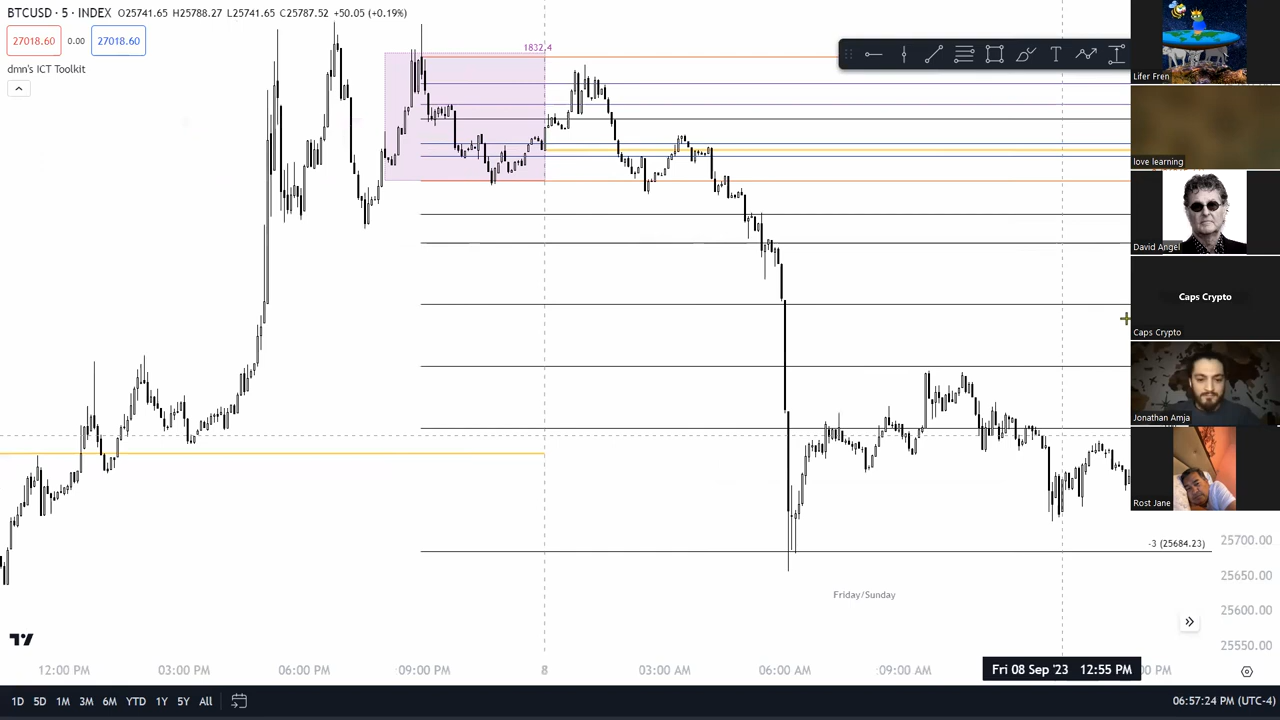 BTCUSD · 5 · INDEX O25741.65 H25788.27 L25741.65 C25787.52 +50.05 (+0.19%)
27018.60 0.00 27018.60
dmn's ICT Toolkit
1832.4
T
Lifer Fren
love learning
David Angel
Caps Crypto
Caps Crypto
Jonathan Amja
Rost Jane
-3 (25684.23)
25700.00
25650.00
25600.00
25550.00
Friday/Sunday
12:00 PM 03:00 PM 06:00 PM 09:00 PM 8 03:00 AM 06:00 AM 09:00 AM Fri 08 Sep '23 12:55 PM
1D 5D 1M 3M 6M YTD 1Y 5Y All 06:57:24 PM (UTC-4)